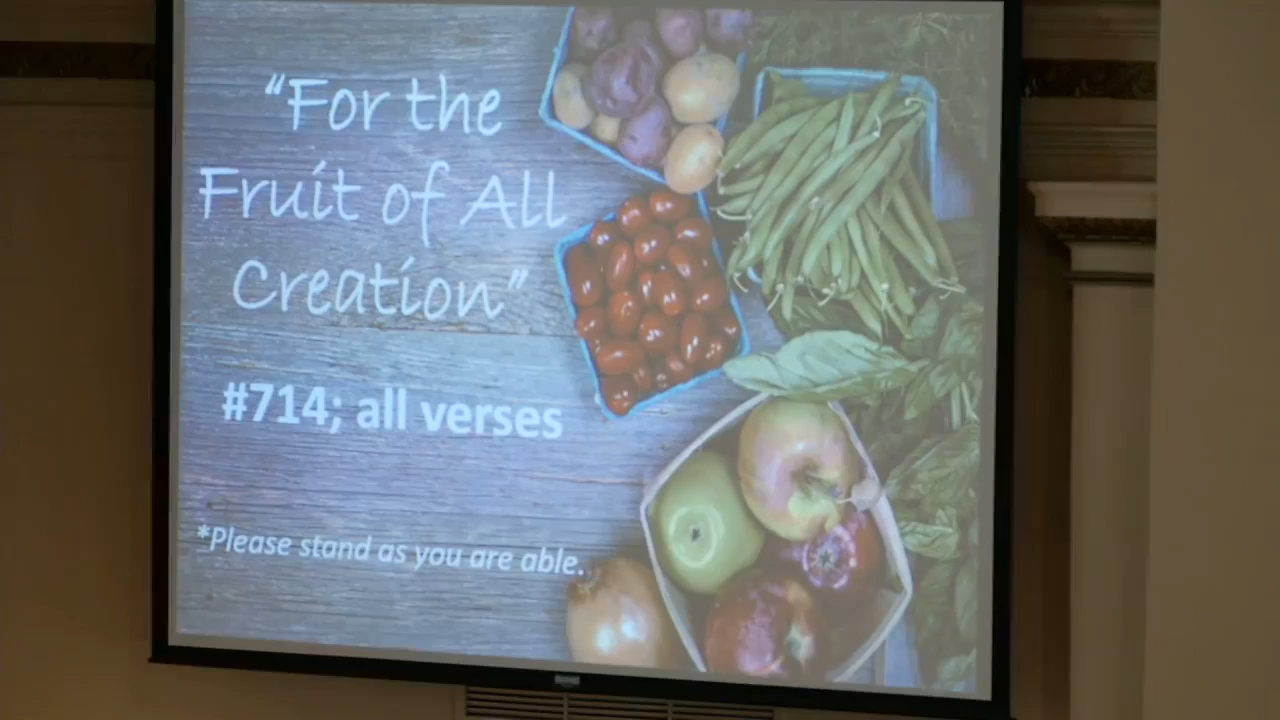 “For the
Fruit of All
Creation”
#714; all verses
*Please stand as you are able.